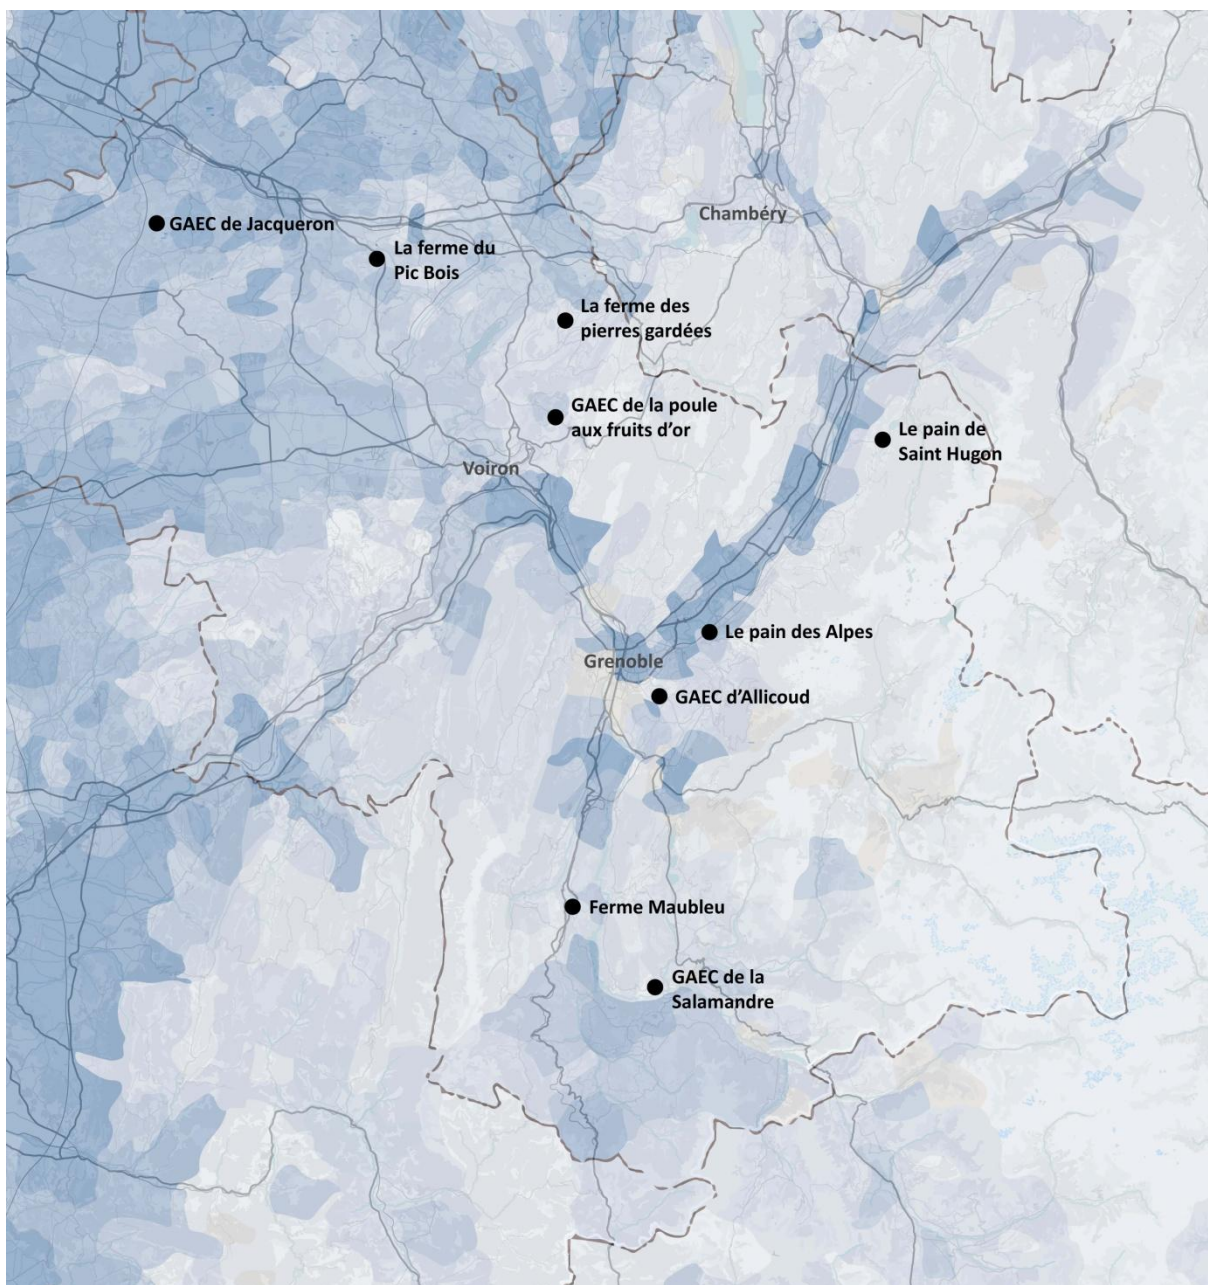 Chambéry
GAEC de Jacqueron
La ferme du
Pic Bois
La ferme des
pierres gardées
GAEC de la poule
aux fruits d'or
Le pain de
Saint Hugon
Voiron
Le pain des Alpes
Grenoble
GAEC d'Allicoud
Ferme Maubleu
GAEC de la
Salamandre